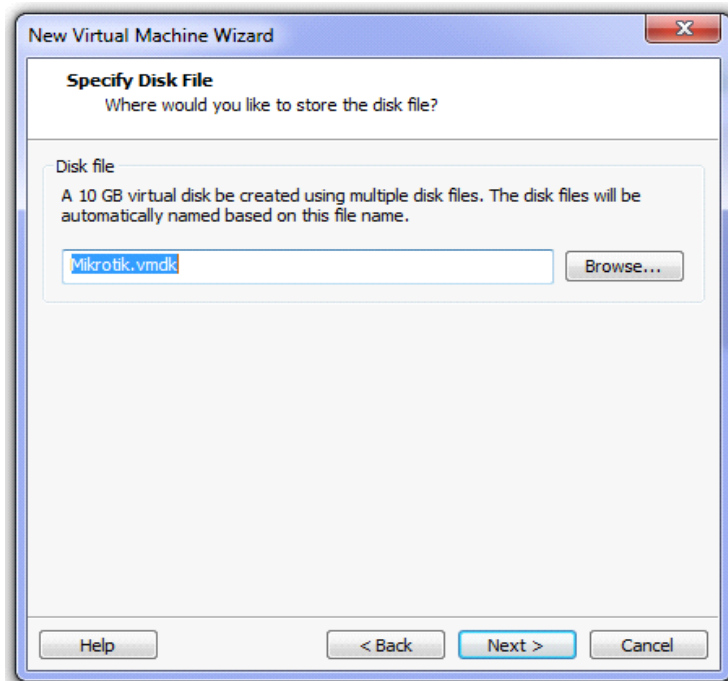 New Virtual Machine Wizard
Specify Disk File
Where would you like to store the disk file?
Disk file
A 10 GB virtual disk be created using multiple disk files. The disk files will be
automatically named based on this file name.
Mikrotik.vmdk
Browse...
Help
< Back
Next >
Cancel